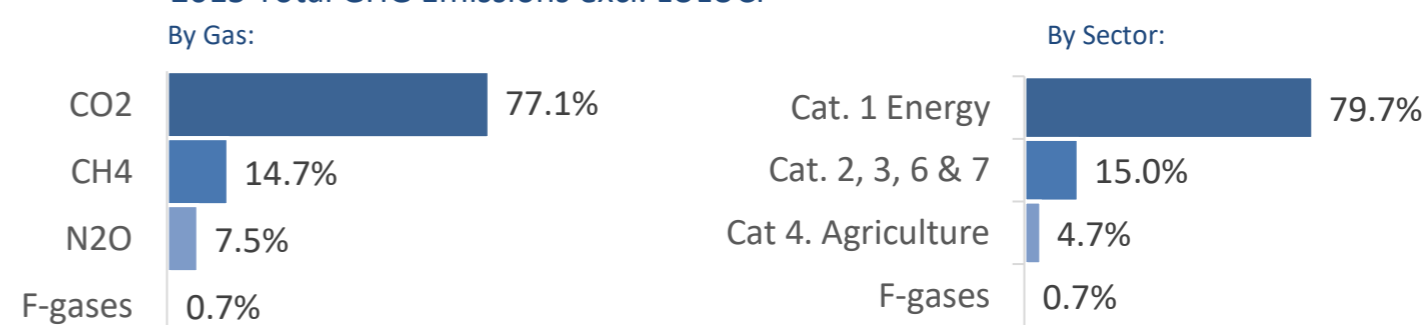 By Gas:
CO2 77.1%
CH4 14.7%
N2O 7.5%
F-gases 0.7%
By Sector:
Cat. 1 Energy 79.7%
Cat. 2, 3, 6 & 7 15.0%
Cat 4. Agriculture 4.7%
F-gases 0.7%